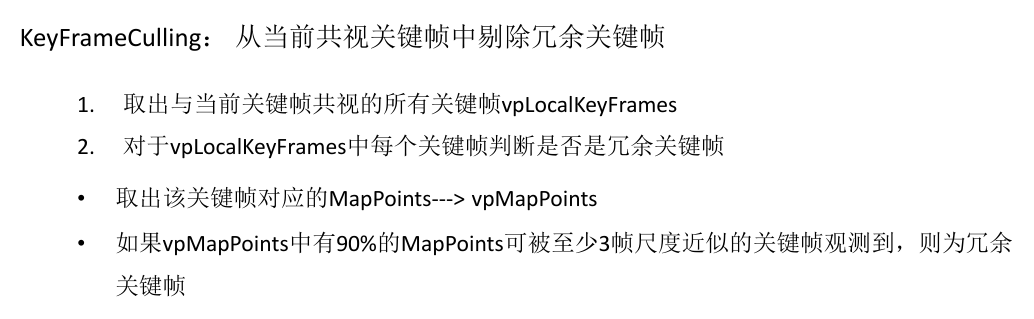 KeyFrameCulling： 从当前共视关键帧中剔除冗余关键帧
1. 取出与当前关键帧共视的所有关键帧vpLocalKeyFrames
2. 对于vpLocalKeyFrames中每个关键帧判断是否是冗余关键帧
• 取出该关键帧对应的MapPoints---> vpMapPoints
• 如果vpMapPoints中有90%的MapPoints可被至少3帧尺度近似的关键帧观测到，则为冗余
关键帧